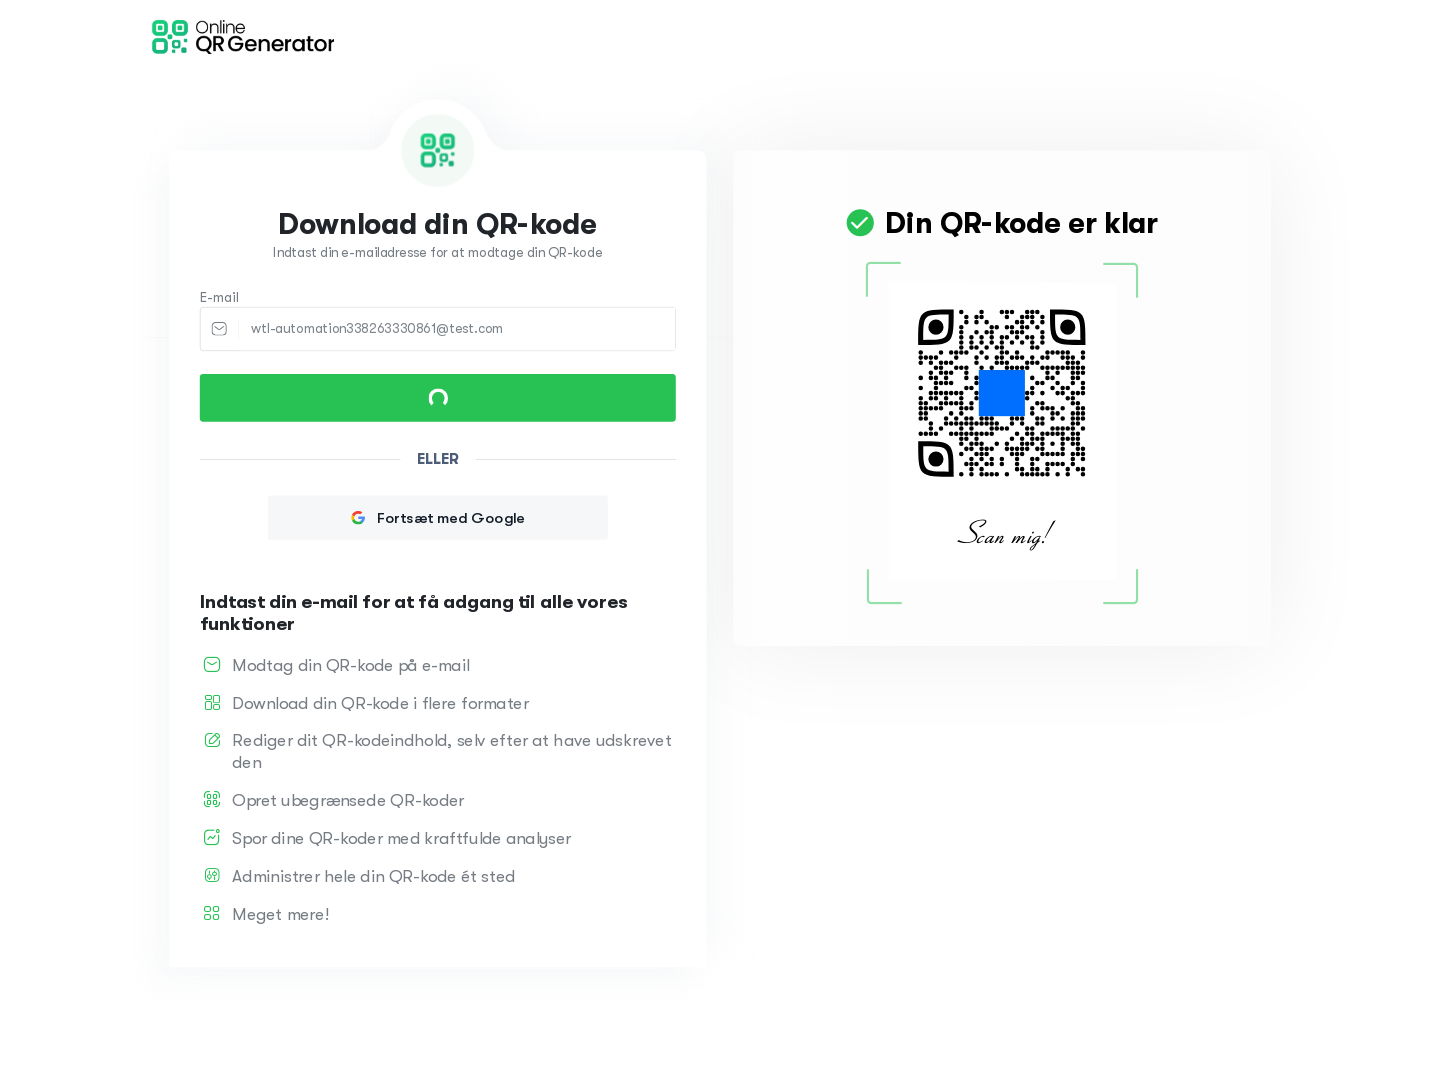 Online
QR Generator
Download din QR-kode
Indtast din e-mailadresse for at modtage din QR-kode
E-mail
wtl-automation338263330861@test.com
ELLER
Fortsæt med Google
Indtast din e-mail for at få adgang til alle vores
funktioner
Modtag din QR-kode på e-mail
Download din QR-kode i flere formater
Rediger dit QR-kodeindhold, selv efter at have udskrevet
den
Opret ubegrænsede QR-koder
Spor dine QR-koder med kraftfulde analyser
Administrer hele din QR-kode ét sted
Meget mere!
Din QR-kode er klar
Scan mig!